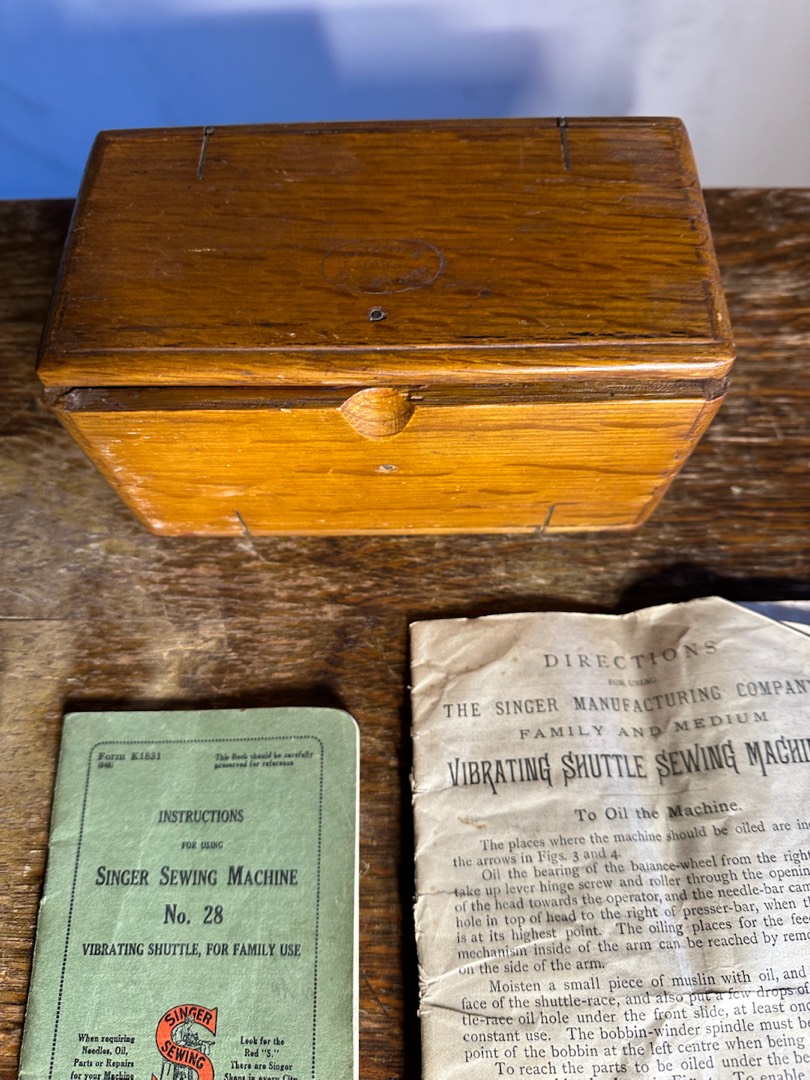 Form K1881
This Book should be carefully
preserved for reference
INSTRUCTIONS
FOR USING
SINGER SEWING MACHINE
No. 28
VIBRATING SHUTTLE, FOR FAMILY USE
When requiring
Needles, Oil,
Parts or Repairs
for your Machine
SINGER
SEWING
S
Look for the
Red "S."
There are Singer
Shops in every City
DIRECTIONS
FOR USING
THE SINGER MANUFACTURING COMPANY
FAMILY AND MEDIUM
VIBRATING SHUTTLE SEWING MACHIN
To Oil the Machine.
The places where the machine should be oiled are in
the arrows in Figs. 3 and 4.
Oil the bearing of the balance-wheel from the right
take up lever hinge screw and roller through the openin
of the head towards the operator, and the needle-bar cam
hole in top of head to the right of presser-bar, when th
is at its highest point. The oiling places for the fee
mechanism inside of the arm can be reached by remo
on the side of the arm.
Moisten a small piece of muslin with oil, and
face of the shuttle-race, and also put a few drops of
tle-race oil hole under the front slide, at least on
constant use. The bobbin-winder spindle must b
point of the bobbin at the left centre when being
To reach the parts to be oiled under the b
To enable